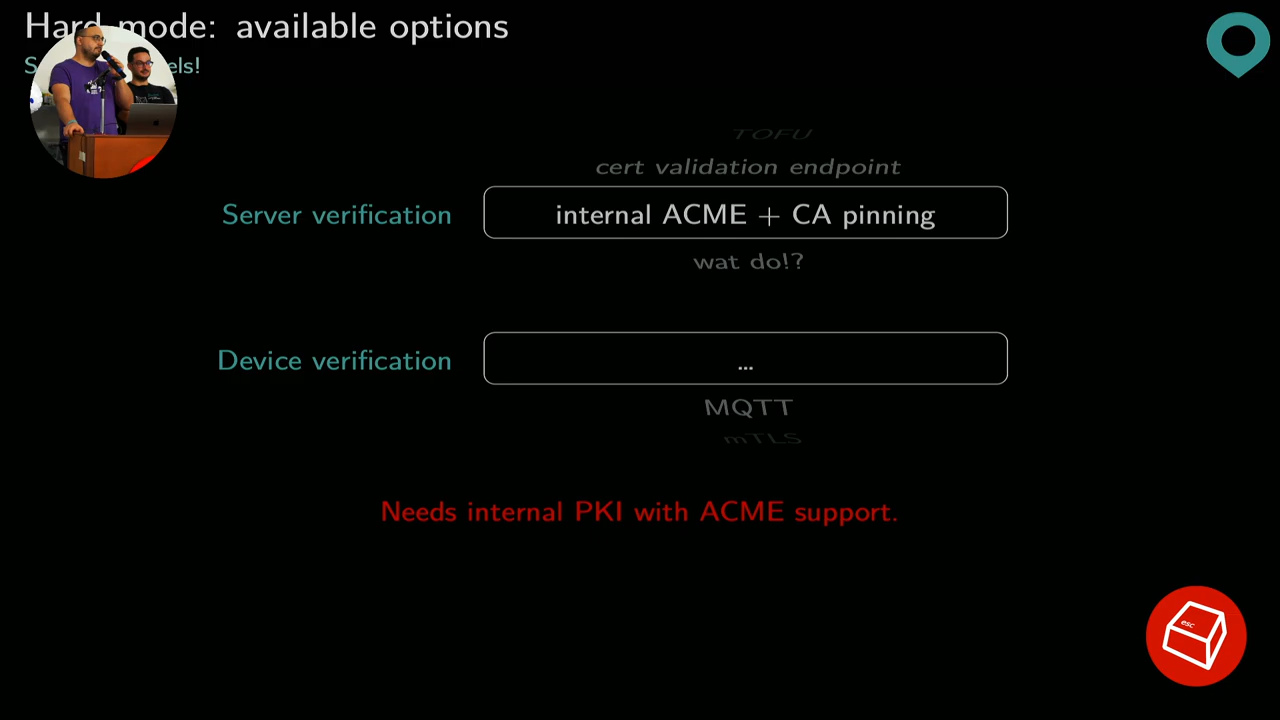 Hard mode: available options
els!
TOFU
cert validation endpoint
Server verification
internal ACME + CA pinning
wat do!?
Device verification
...
MQTT
mTLS
Needs internal PKI with ACME support.
esc